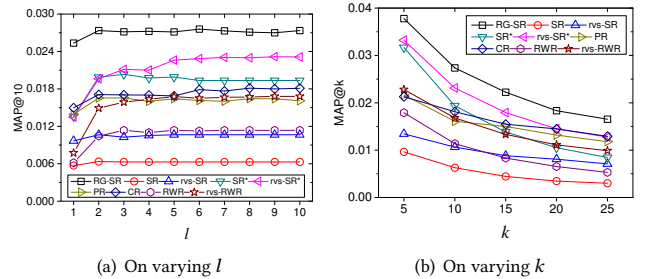 0.030
0.024
0.018
0.012
0.006
0.000
MAP@10
RG-SR SR rvs-SR SR* rvs-SR*
PR CR RWR rvs-RWR
1 2 3 4 5 6 7 8 9 10
l
(a) On varying l
0.04
0.03
0.02
0.01
0.00
MAP@k
RG-SR SR rvs-SR
SR* rvs-SR* PR
CR RWR rvs-RWR
5 10 15 20 25
k
(b) On varying k